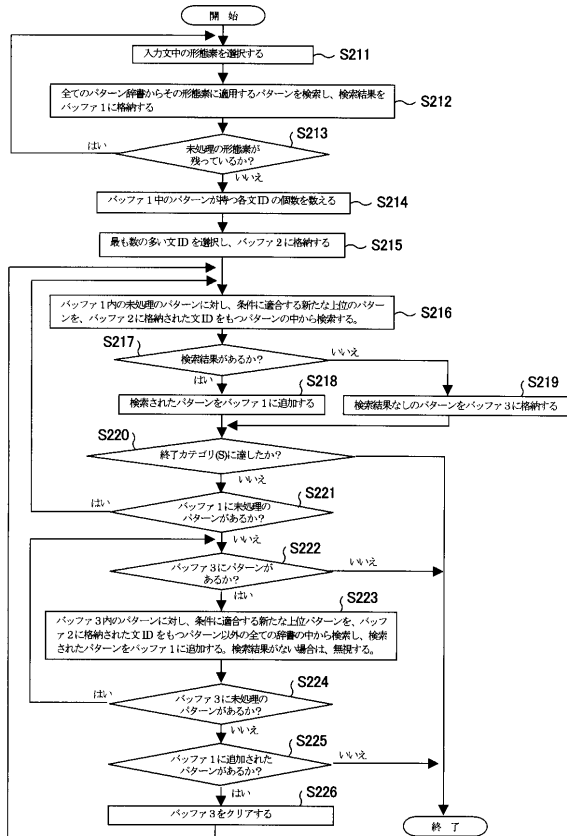 開 始
入力文中の形態素を選択する
S211
全てのパターン辞書からその形態素に適用するパターンを検索し、検索結果を
バッファ1に格納する
S212
S213
はい
未処理の形態素が
残っているか?
いいえ
バッファ1中のパターンが持つ各文IDの個数を数える
S214
最も数の多い文IDを選択し、バッファ2に格納する
S215
バッファ1内の未処理のパターンに対し、条件に適合する新たな上位のパター
ンを、バッファ2に格納された文IDをもつパターンの中から検索する。
S216
S217
検索結果があるか?
いいえ
はい
S218
S219
検索されたパターンをバッファ1に追加する
検索結果なしのパターンをバッファ3に格納する
S220
終了カテゴリ(S)に達したか?
はい
いいえ
S221
はい
バッファ1に未処理の
パターンがあるか?
いいえ
S222
バッファ3にパターンが
あるか?
いいえ
はい
S223
バッファ3内のパターンに対し、条件に適合する新たな上位パターンを、バッフ
ァ2に格納された文IDをもつパターン以外の全ての辞書の中から検索し、検索
されたパターンをバッファ1に追加する。検索結果がない場合は、無視する。
S224
はい
バッファ3に未処理の
パターンがあるか?
いいえ
S225
バッファ1に追加された
パターンがあるか?
いいえ
はい
S226
バッファ3をクリアする
終 了